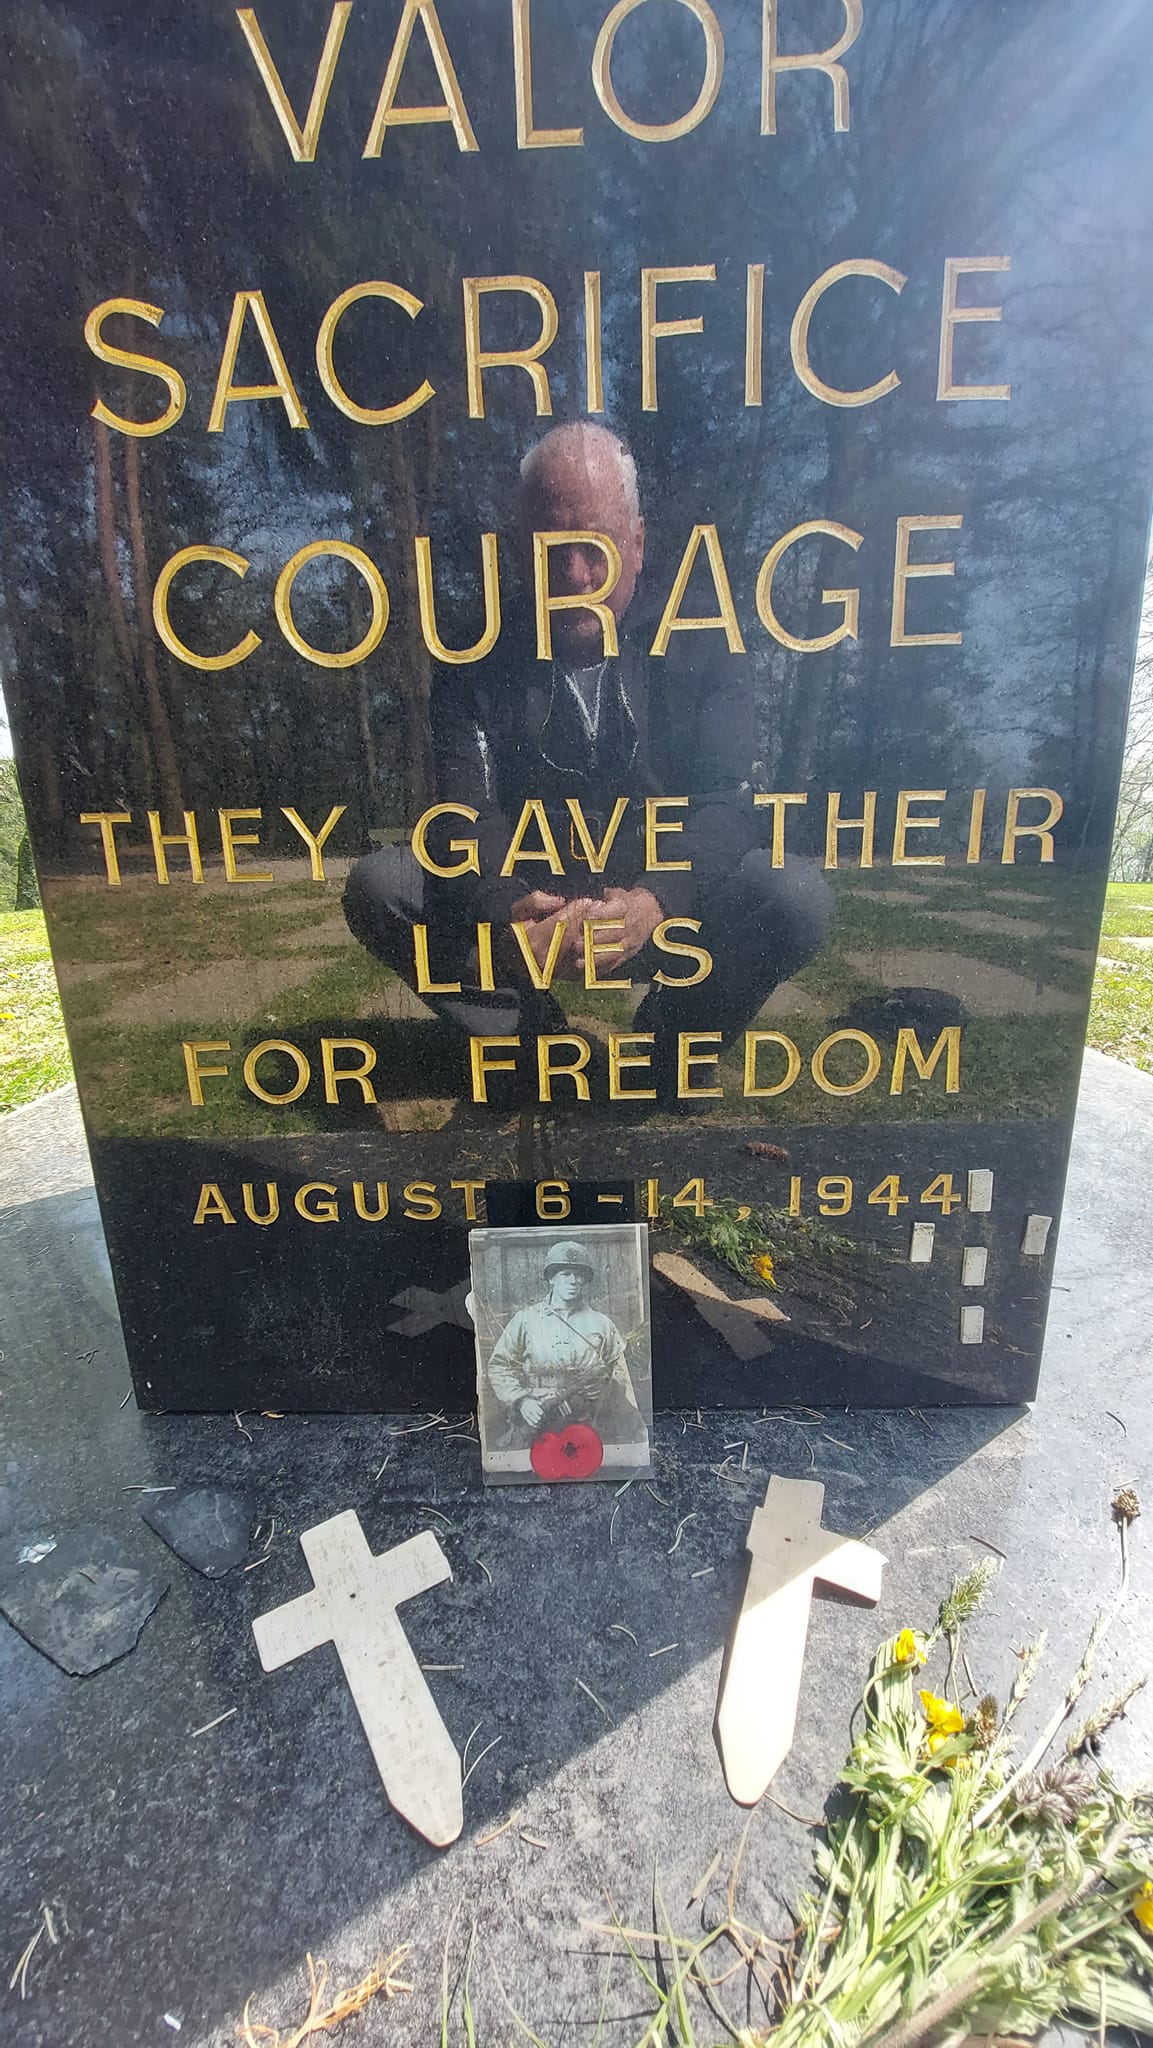 VALOR
SACRIFICE
COURAGE
THEY GAVE THEIR
LIVES
FOR FREEDOM
AUGUST 6-14, 1944